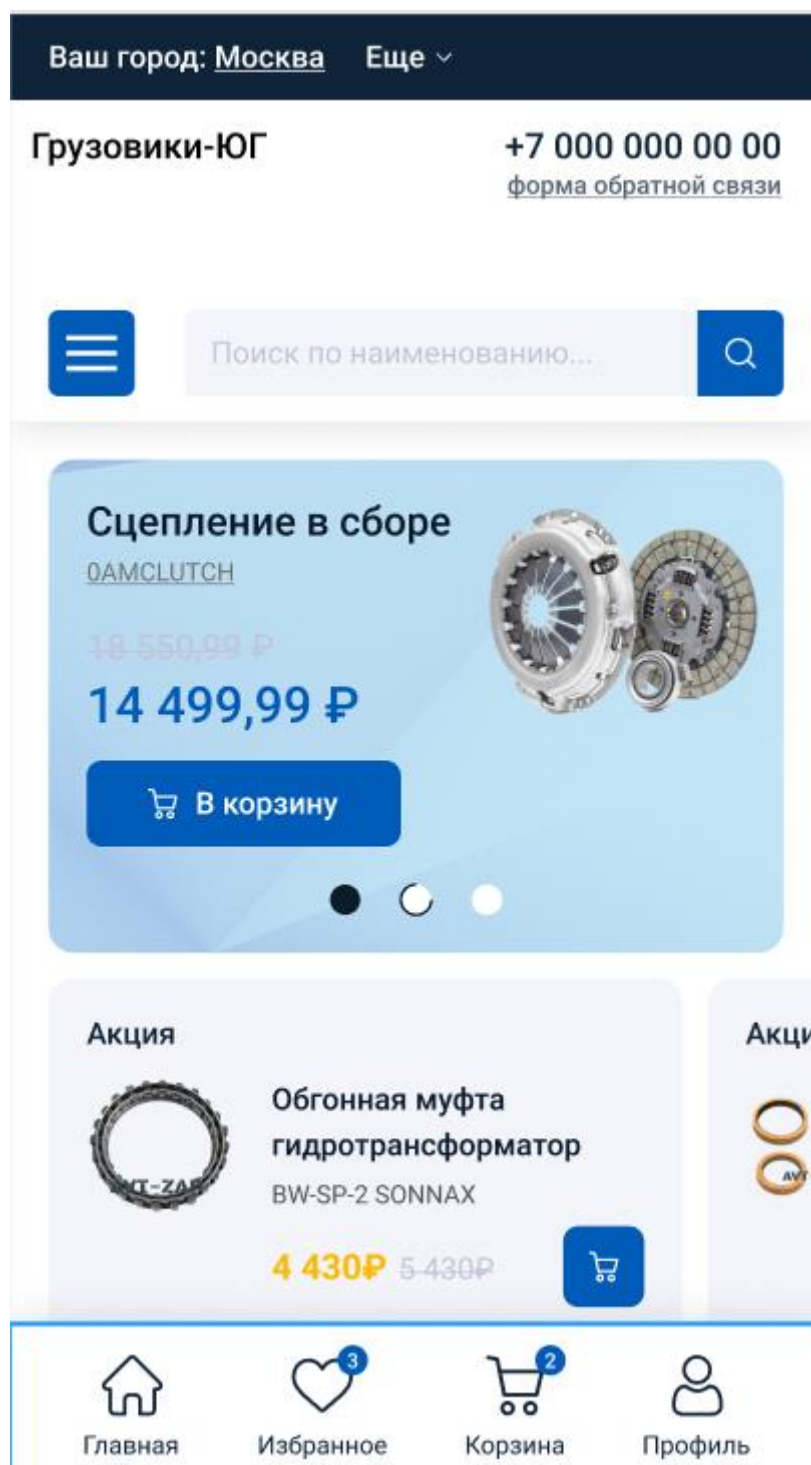 Ваш город: Москва Еще
Грузовики-ЮГ
+7 000 000 00 00
форма обратной связи
Поиск по наименованию...
Сцепление в сборе
0AMCLUTCH
18 550,99 ₽
14 499,99 ₽
В корзину
Акция
Обгонная муфта
гидротрансформатор
BW-SP-2 SONNAX
4 430₽ 5 430₽
Акци
3
2
Главная Избранное Корзина Профиль